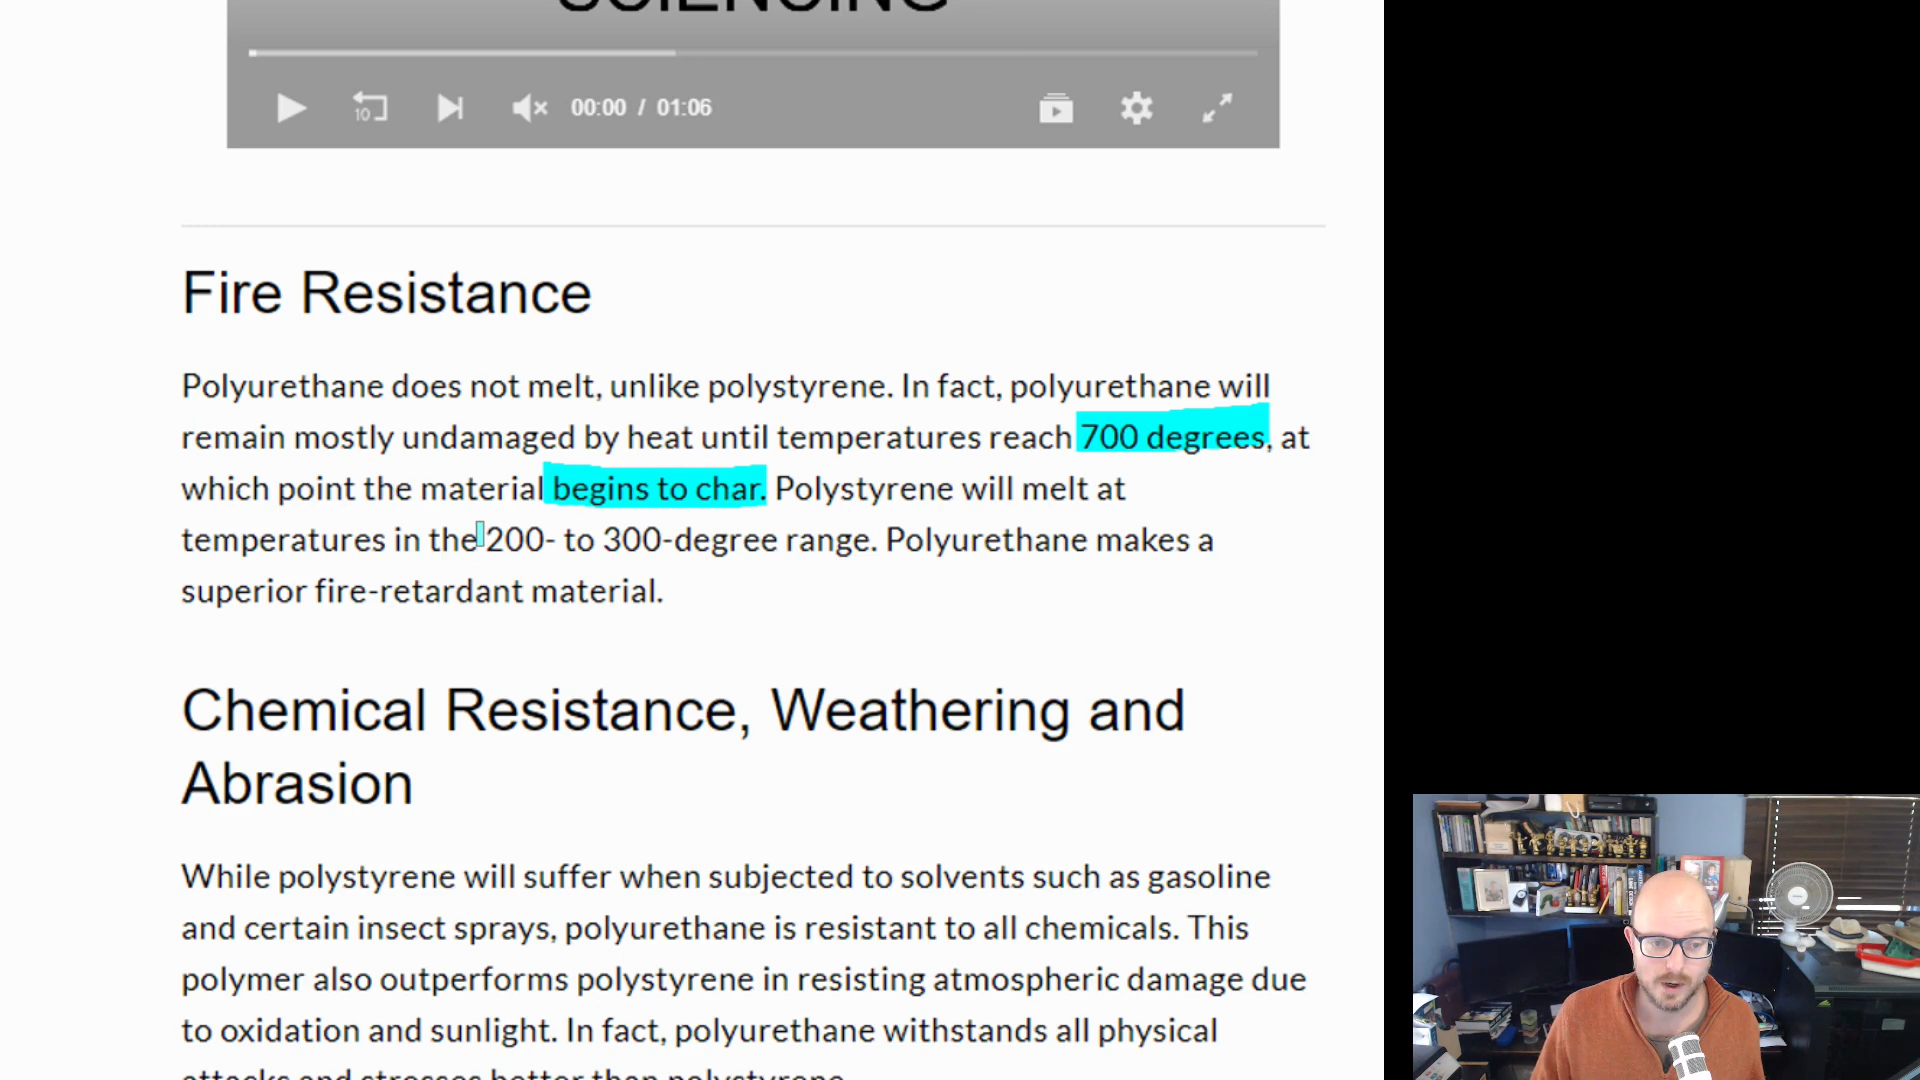 SCIENCING
10
00:00 / 01:06
Fire Resistance
Polyurethane does not melt, unlike polystyrene. In fact, polyurethane will
remain mostly undamaged by heat until temperatures reach 700 degrees, at
which point the material begins to char. Polystyrene will melt at
temperatures in the 200- to 300-degree range. Polyurethane makes a
superior fire-retardant material.
Chemical Resistance, Weathering and
Abrasion
While polystyrene will suffer when subjected to solvents such as gasoline
and certain insect sprays, polyurethane is resistant to all chemicals. This
polymer also outperforms polystyrene in resisting atmospheric damage due
to oxidation and sunlight. In fact, polyurethane withstands all physical
attacks and stresses better than polystyrene.